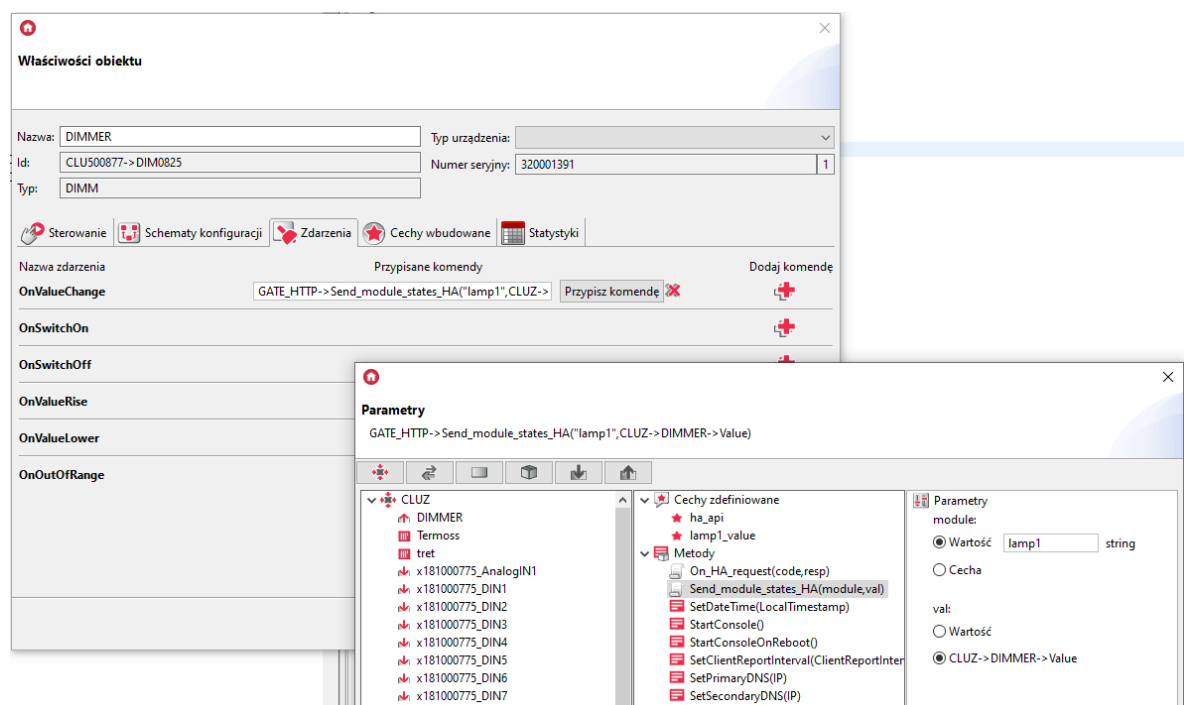 Właściwości obiektu
Nazwa: DIMMER
Typ urządzenia:
Id: CLU500877->DIM0825
Numer seryjny: 320001391 1
Typ: DIMM
Sterowanie Schematy konfiguracji Zdarzenia Cechy wbudowane Statystyki
Nazwa zdarzenia Przypisane komendy Dodaj komendę
OnValueChange GATE_HTTP->Send_module_states_HA("lamp1",CLUZ-> Przypisz komendę
OnSwitchOn
OnSwitchOff
OnValueRise
OnValueLower
OnOutOfRange
Parametry
GATE_HTTP->Send_module_states_HA("lamp1",CLUZ->DIMMER->Value)
CLUZ
DIMMER
Termoss
tret
x181000775_AnalogIN1
x181000775_DIN1
x181000775_DIN2
x181000775_DIN3
x181000775_DIN4
x181000775_DIN5
x181000775_DIN6
x181000775_DIN7
Cechy zdefiniowane
ha_api
lamp1_value
Metody
On_HA_request(code,resp)
Send_module_states_HA(module,val)
SetDateTime(LocalTimestamp)
StartConsole()
StartConsoleOnReboot()
SetClientReportInterval(ClientReportInter
SetPrimaryDNS(IP)
SetSecondaryDNS(IP)
Parametry
module:
Wartość lamp1 string
Cecha
val:
Wartość
CLUZ->DIMMER->Value